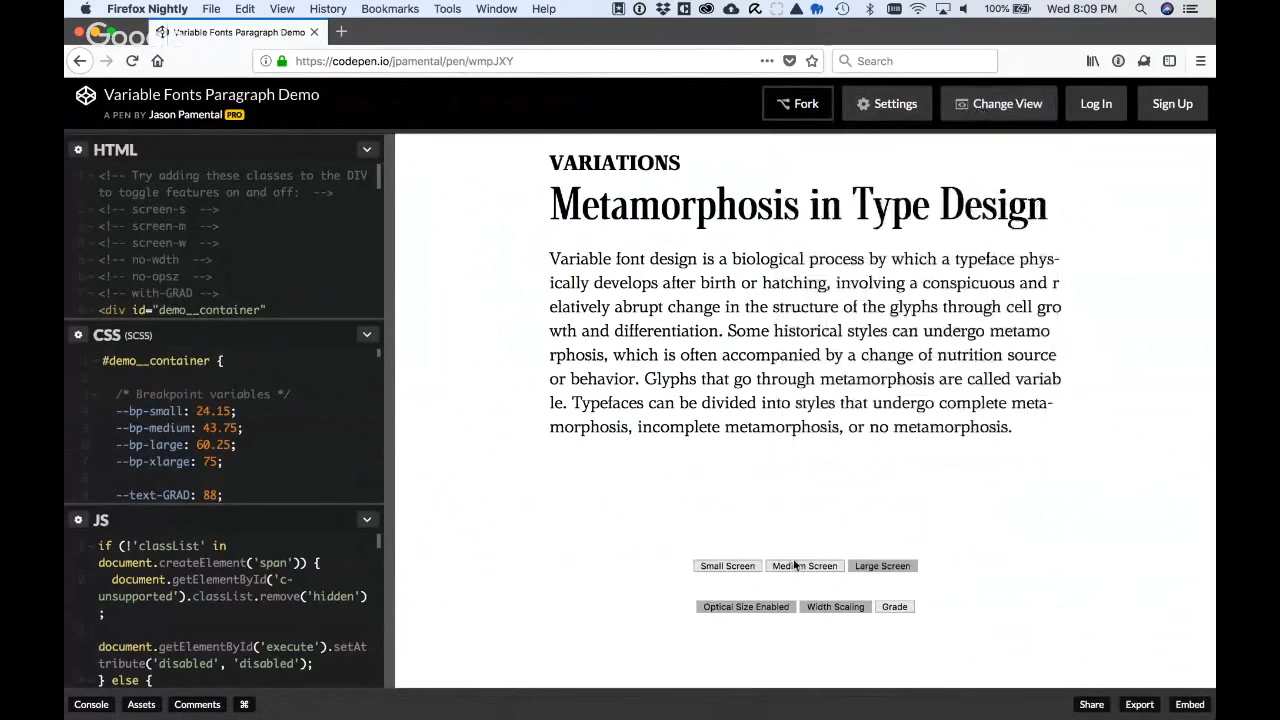 Firefox Nightly File Edit View History Bookmarks Tools Window Help 100% Wed 8:09 PM
Variable Fonts Paragraph Demo
https://codepen.io/jpamental/pen/wmpJXY Search
Variable Fonts Paragraph Demo
A PEN BY Jason Pamental PRO
Fork Settings Change View Log In Sign Up
HTML
<!-- Try adding these classes to the DIV
to toggle features on and off: -->
<!-- screen-s -->
<!-- screen-m -->
<!-- screen-w -->
<!-- no-wdth -->
<!-- no-opsz -->
<!-- with-GRAD -->
<div id="demo__container"
CSS (SCSS)
#demo__container {
/* Breakpoint variables */
--bp-small: 24.15;
--bp-medium: 43.75;
--bp-large: 60.25;
--bp-xlarge: 75;
--text-GRAD: 88;
JS
if (!'classList' in
document.createElement('span')) {
document.getElementById('c-
unsupported').classList.remove('hidden')
;
document.getElementById('execute').setAt
tribute('disabled', 'disabled');
} else {
VARIATIONS
Metamorphosis in Type Design
Variable font design is a biological process by which a typeface phys-
ically develops after birth or hatching, involving a conspicuous and r
elatively abrupt change in the structure of the glyphs through cell gro
wth and differentiation. Some historical styles can undergo metamo
rphosis, which is often accompanied by a change of nutrition source
or behavior. Glyphs that go through metamorphosis are called variab
le. Typefaces can be divided into styles that undergo complete meta-
morphosis, incomplete metamorphosis, or no metamorphosis.
Small Screen Medium Screen Large Screen
Optical Size Enabled Width Scaling Grade
Console Assets Comments ⌘ Share Export Embed